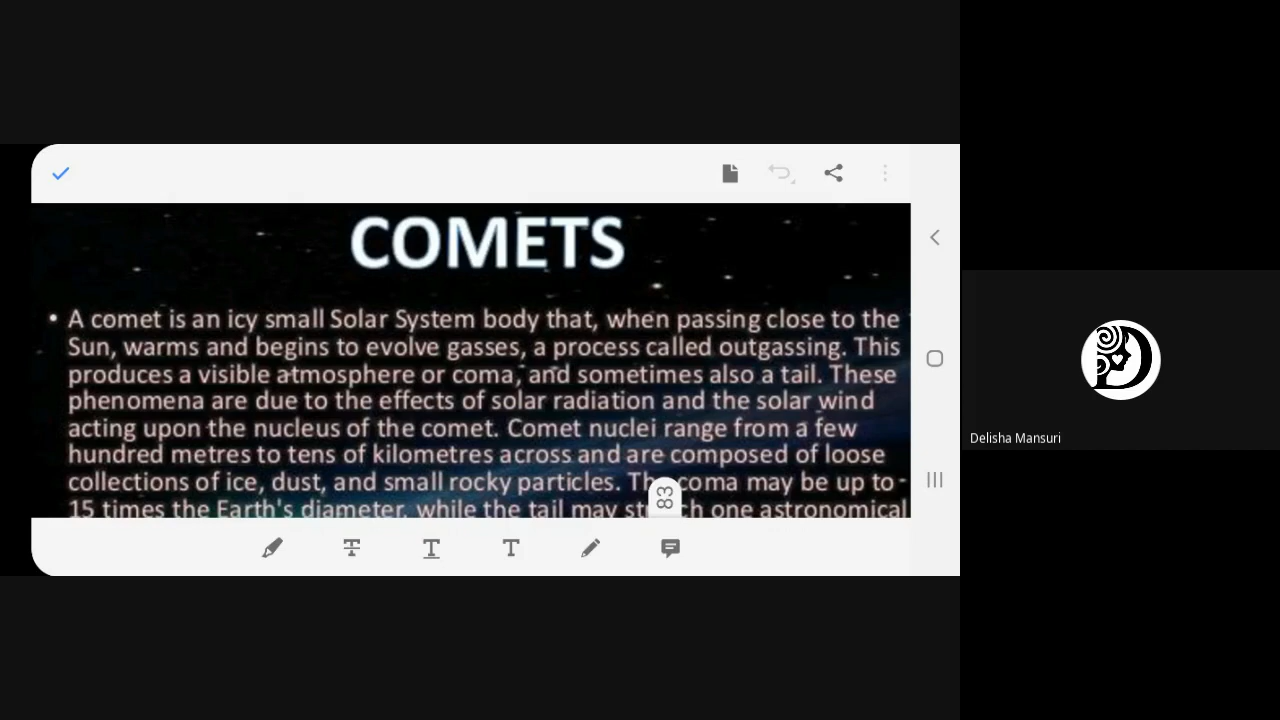 COMETS
• A comet is an icy small Solar System body that, when passing close to the
Sun, warms and begins to evolve gasses, a process called outgassing. This
produces a visible atmosphere or coma, and sometimes also a tail. These
phenomena are due to the effects of solar radiation and the solar wind
acting upon the nucleus of the comet. Comet nuclei range from a few
hundred metres to tens of kilometres across and are composed of loose
collections of ice, dust, and small rocky particles. The coma may be up to
15 times the Earth's diameter, while the tail may stretch one astronomical
83
Delisha Mansuri